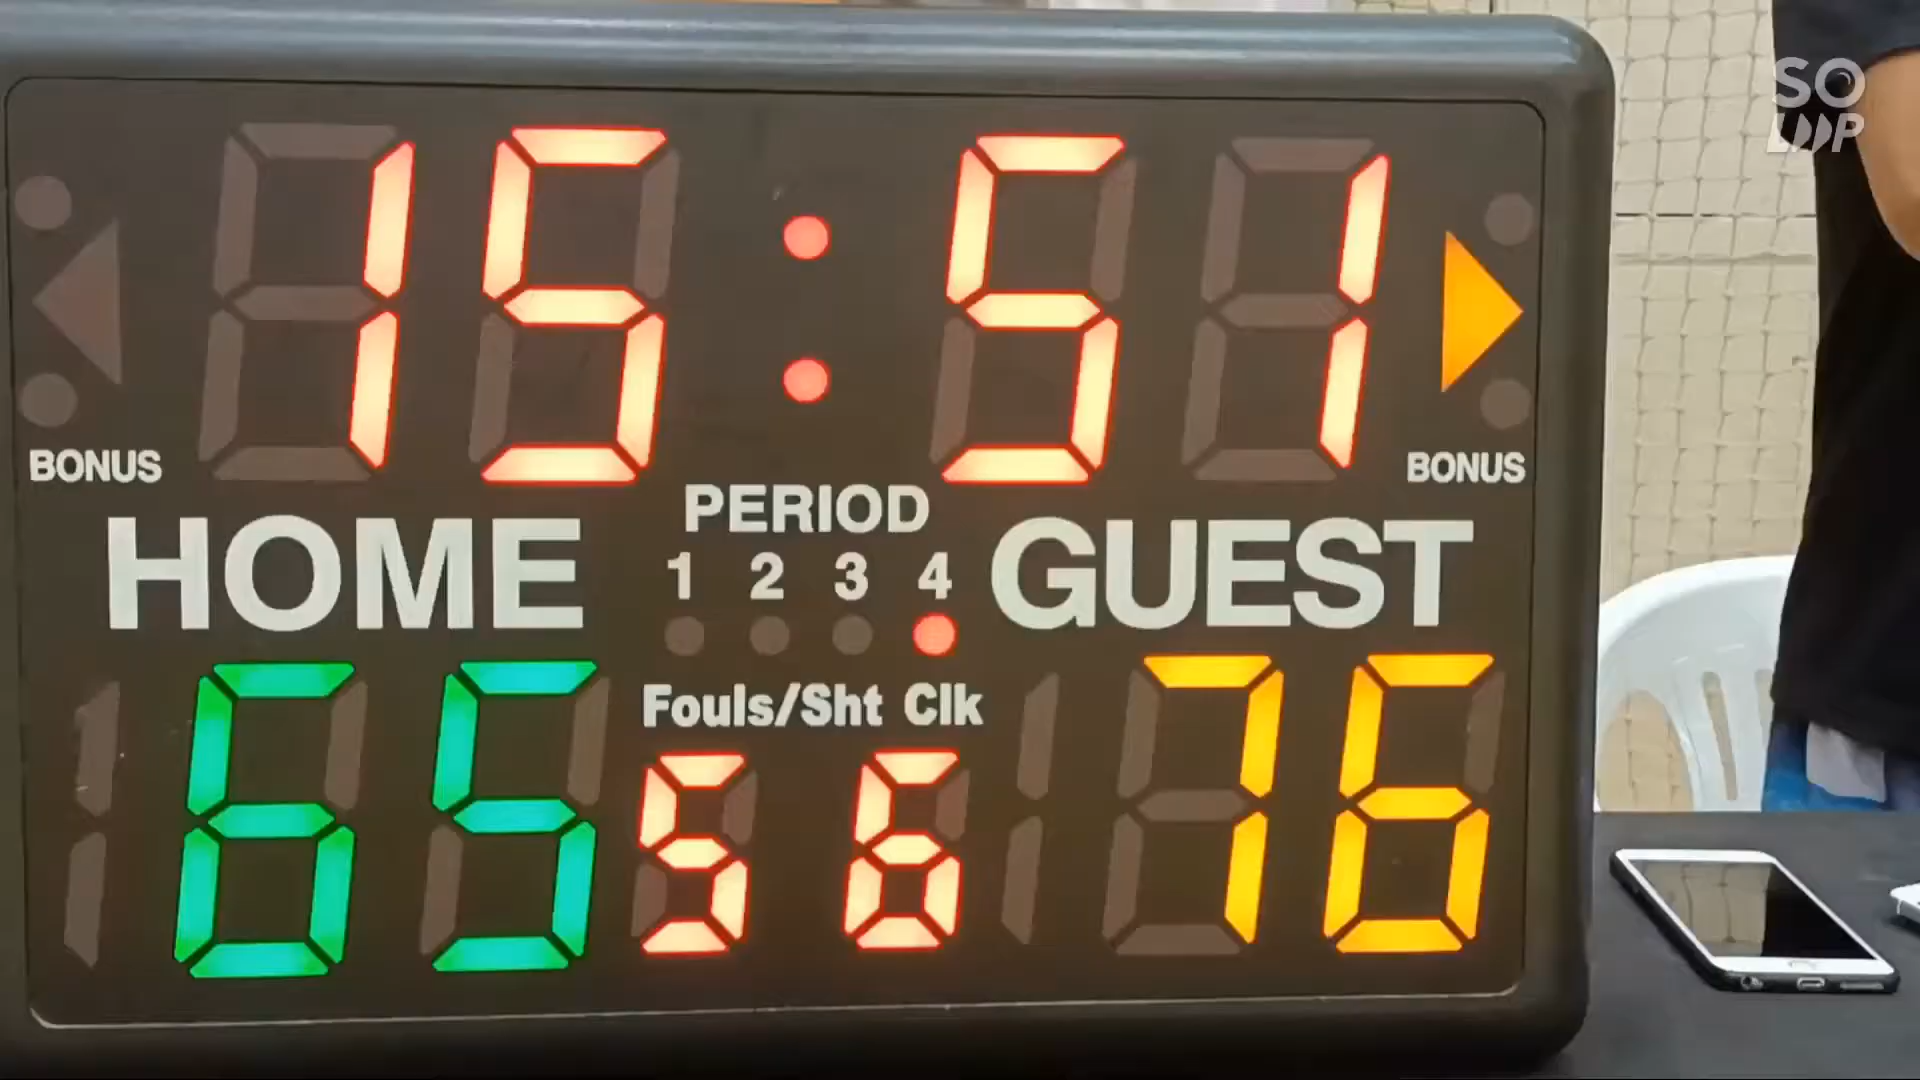 SO
LOOP
15:51
BONUS
BONUS
PERIOD
HOME
GUEST
1 2 3 4
65
Fouls/Sht Clk
5 6
76